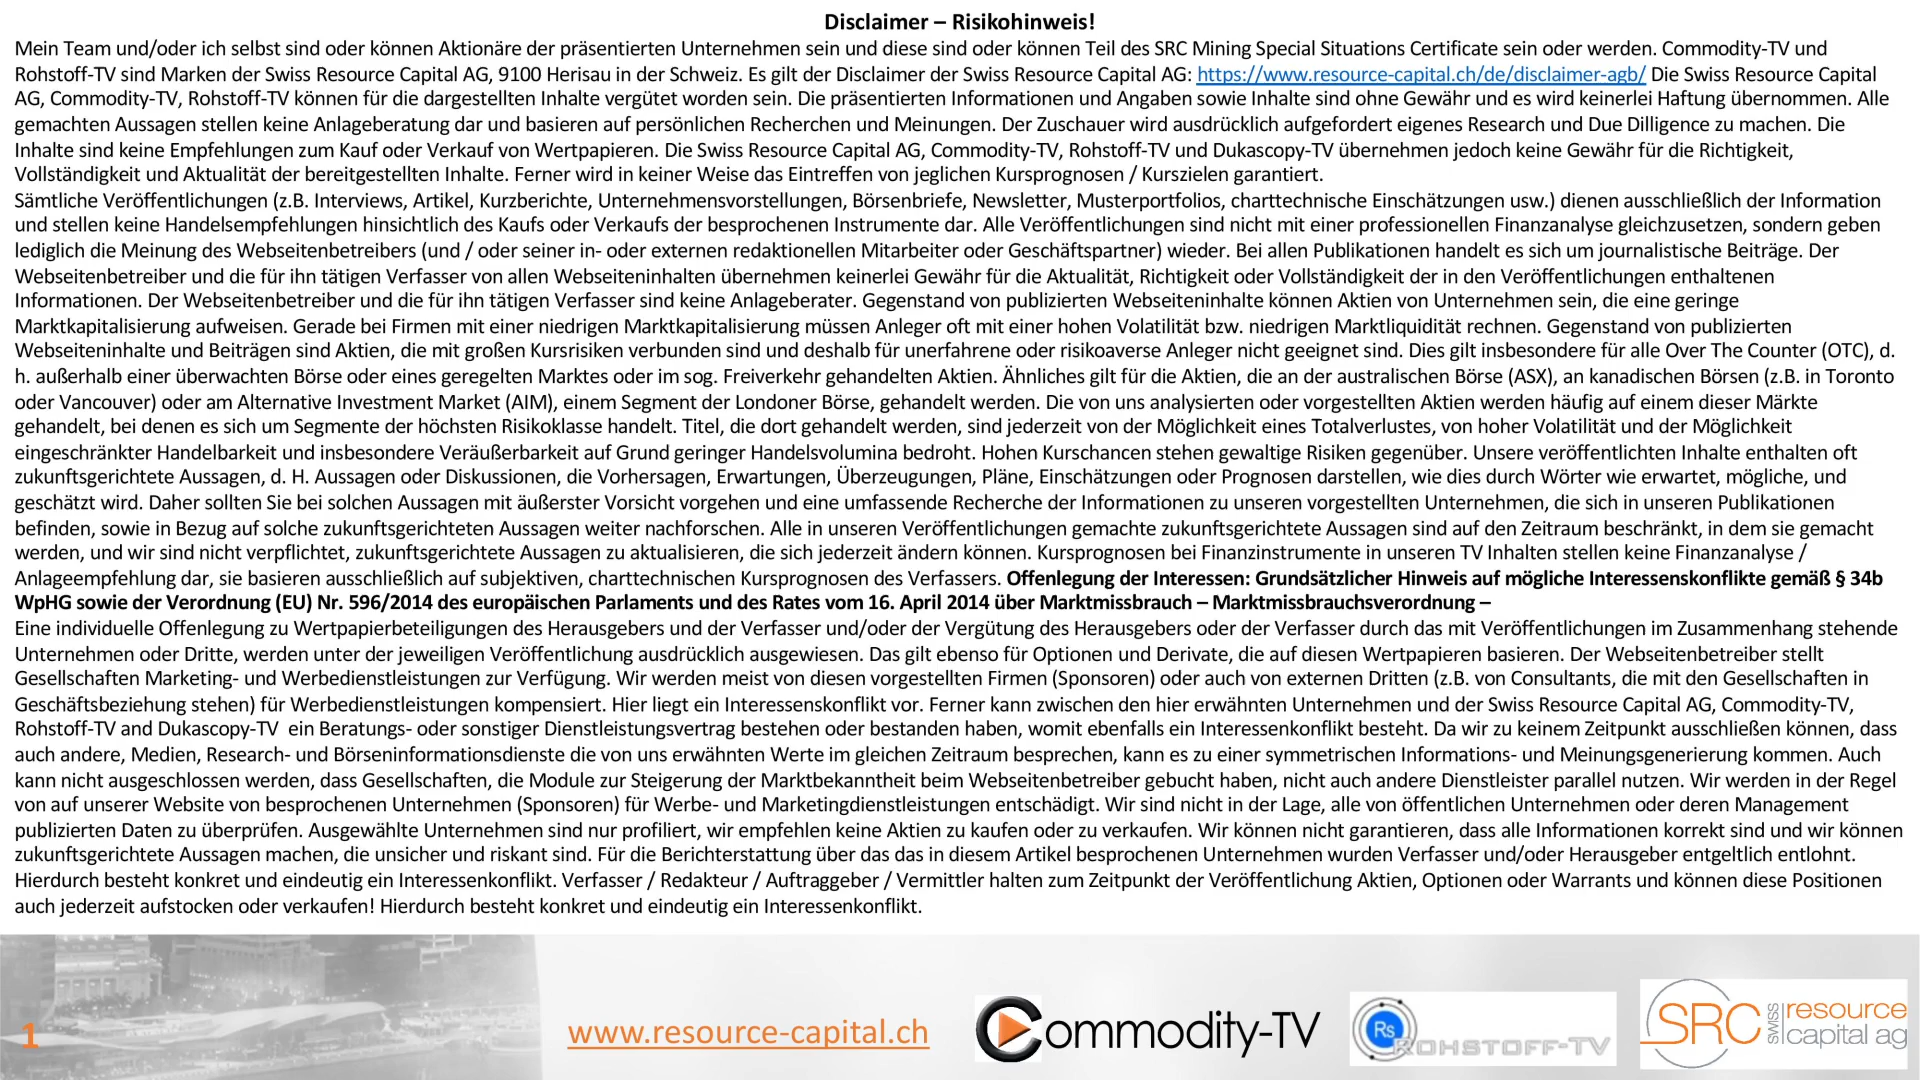 Disclaimer – Risikohinweis!
Mein Team und/oder ich selbst sind oder können Aktionäre der präsentierten Unternehmen sein und diese sind oder können Teil des SRC Mining Special Situations Certificate sein oder werden. Commodity-TV und
Rohstoff-TV sind Marken der Swiss Resource Capital AG, 9100 Herisau in der Schweiz. Es gilt der Disclaimer der Swiss Resource Capital AG: https://www.resource-capital.ch/de/disclaimer-agb/ Die Swiss Resource Capital
AG, Commodity-TV, Rohstoff-TV können für die dargestellten Inhalte vergütet worden sein. Die präsentierten Informationen und Angaben sowie Inhalte sind ohne Gewähr und es wird keinerlei Haftung übernommen. Alle
gemachten Aussagen stellen keine Anlageberatung dar und basieren auf persönlichen Recherchen und Meinungen. Der Zuschauer wird ausdrücklich aufgefordert eigenes Research und Due Dilligence zu machen. Die
Inhalte sind keine Empfehlungen zum Kauf oder Verkauf von Wertpapieren. Die Swiss Resource Capital AG, Commodity-TV, Rohstoff-TV und Dukascopy-TV übernehmen jedoch keine Gewähr für die Richtigkeit,
Vollständigkeit und Aktualität der bereitgestellten Inhalte. Ferner wird in keiner Weise das Eintreffen von jeglichen Kursprognosen / Kurszielen garantiert.
Sämtliche Veröffentlichungen (z.B. Interviews, Artikel, Kurzberichte, Unternehmensvorstellungen, Börsenbriefe, Newsletter, Musterportfolios, charttechnische Einschätzungen usw.) dienen ausschließlich der Information
und stellen keine Handelsempfehlungen hinsichtlich des Kaufs oder Verkaufs der besprochenen Instrumente dar. Alle Veröffentlichungen sind nicht mit einer professionellen Finanzanalyse gleichzusetzen, sondern geben
lediglich die Meinung des Webseitenbetreibers (und / oder seiner in- oder externen redaktionellen Mitarbeiter oder Geschäftspartner) wieder. Bei allen Publikationen handelt es sich um journalistische Beiträge. Der
Webseitenbetreiber und die für ihn tätigen Verfasser von allen Webseiteninhalten übernehmen keinerlei Gewähr für die Aktualität, Richtigkeit oder Vollständigkeit der in den Veröffentlichungen enthaltenen
Informationen. Der Webseitenbetreiber und die für ihn tätigen Verfasser sind keine Anlageberater. Gegenstand von publizierten Webseiteninhalte können Aktien von Unternehmen sein, die eine geringe
Marktkapitalisierung aufweisen. Gerade bei Firmen mit einer niedrigen Marktkapitalisierung müssen Anleger oft mit einer hohen Volatilität bzw. niedrigen Marktliquidität rechnen. Gegenstand von publizierten
Webseiteninhalte und Beiträgen sind Aktien, die mit großen Kursrisiken verbunden sind und deshalb für unerfahrene oder risikoaverse Anleger nicht geeignet sind. Dies gilt insbesondere für alle Over The Counter (OTC), d.
h. außerhalb einer überwachten Börse oder eines geregelten Marktes oder im sog. Freiverkehr gehandelten Aktien. Ähnliches gilt für die Aktien, die an der australischen Börse (ASX), an kanadischen Börsen (z.B. in Toronto
oder Vancouver) oder am Alternative Investment Market (AIM), einem Segment der Londoner Börse, gehandelt werden. Die von uns analysierten oder vorgestellten Aktien werden häufig auf einem dieser Märkte
gehandelt, bei denen es sich um Segmente der höchsten Risikoklasse handelt. Titel, die dort gehandelt werden, sind jederzeit von der Möglichkeit eines Totalverlustes, von hoher Volatilität und der Möglichkeit
eingeschränkter Handelbarkeit und insbesondere Veräußerbarkeit auf Grund geringer Handelsvolumina bedroht. Hohen Kurschancen stehen gewaltige Risiken gegenüber. Unsere veröffentlichten Inhalte enthalten oft
zukunftsgerichtete Aussagen, d. H. Aussagen oder Diskussionen, die Vorhersagen, Erwartungen, Überzeugungen, Pläne, Einschätzungen oder Prognosen darstellen, wie dies durch Wörter wie erwartet, mögliche, und
geschätzt wird. Daher sollten Sie bei solchen Aussagen mit äußerster Vorsicht vorgehen und eine umfassende Recherche der Informationen zu unseren vorgestellten Unternehmen, die sich in unseren Publikationen
befinden, sowie in Bezug auf solche zukunftsgerichteten Aussagen weiter nachforschen. Alle in unseren Veröffentlichungen gemachte zukunftsgerichtete Aussagen sind auf den Zeitraum beschränkt, in dem sie gemacht
werden, und wir sind nicht verpflichtet, zukunftsgerichtete Aussagen zu aktualisieren, die sich jederzeit ändern können. Kursprognosen bei Finanzinstrumente in unseren TV Inhalten stellen keine Finanzanalyse /
Anlageempfehlung dar, sie basieren ausschließlich auf subjektiven, charttechnischen Kursprognosen des Verfassers. Offenlegung der Interessen: Grundsätzlicher Hinweis auf mögliche Interessenskonflikte gemäß § 34b
WpHG sowie der Verordnung (EU) Nr. 596/2014 des europäischen Parlaments und des Rates vom 16. April 2014 über Marktmissbrauch – Marktmissbrauchsverordnung –
Eine individuelle Offenlegung zu Wertpapierbeteiligungen des Herausgebers und der Verfasser und/oder der Vergütung des Herausgebers oder der Verfasser durch das mit Veröffentlichungen im Zusammenhang stehende
Unternehmen oder Dritte, werden unter der jeweiligen Veröffentlichung ausdrücklich ausgewiesen. Das gilt ebenso für Optionen und Derivate, die auf diesen Wertpapieren basieren. Der Webseitenbetreiber stellt
Gesellschaften Marketing- und Werbedienstleistungen zur Verfügung. Wir werden meist von diesen vorgestellten Firmen (Sponsoren) oder auch von externen Dritten (z.B. von Consultants, die mit den Gesellschaften in
Geschäftsbeziehung stehen) für Werbedienstleistungen kompensiert. Hier liegt ein Interessenskonflikt vor. Ferner kann zwischen den hier erwähnten Unternehmen und der Swiss Resource Capital AG, Commodity-TV,
Rohstoff-TV and Dukascopy-TV  ein Beratungs- oder sonstiger Dienstleistungsvertrag bestehen oder bestanden haben, womit ebenfalls ein Interessenkonflikt besteht. Da wir zu keinem Zeitpunkt ausschließen können, dass
auch andere, Medien, Research- und Börseninformationsdienste die von uns erwähnten Werte im gleichen Zeitraum besprechen, kann es zu einer symmetrischen Informations- und Meinungsgenerierung kommen. Auch
kann nicht ausgeschlossen werden, dass Gesellschaften, die Module zur Steigerung der Marktbekanntheit beim Webseitenbetreiber gebucht haben, nicht auch andere Dienstleister parallel nutzen. Wir werden in der Regel
von auf unserer Website von besprochenen Unternehmen (Sponsoren) für Werbe- und Marketingdienstleistungen entschädigt. Wir sind nicht in der Lage, alle von öffentlichen Unternehmen oder deren Management
publizierten Daten zu überprüfen. Ausgewählte Unternehmen sind nur profiliert, wir empfehlen keine Aktien zu kaufen oder zu verkaufen. Wir können nicht garantieren, dass alle Informationen korrekt sind und wir können
zukunftsgerichtete Aussagen machen, die unsicher und riskant sind. Für die Berichterstattung über das das in diesem Artikel besprochenen Unternehmen wurden Verfasser und/oder Herausgeber entgeltlich entlohnt.
Hierdurch besteht konkret und eindeutig ein Interessenkonflikt. Verfasser / Redakteur / Auftraggeber / Vermittler halten zum Zeitpunkt der Veröffentlichung Aktien, Optionen oder Warrants und können diese Positionen
auch jederzeit aufstocken oder verkaufen! Hierdurch besteht konkret und eindeutig ein Interessenkonflikt.
1
www.resource-capital.ch
Commodity-TV
Rs ROHSTOFF-TV
SRC swiss resource capital ag